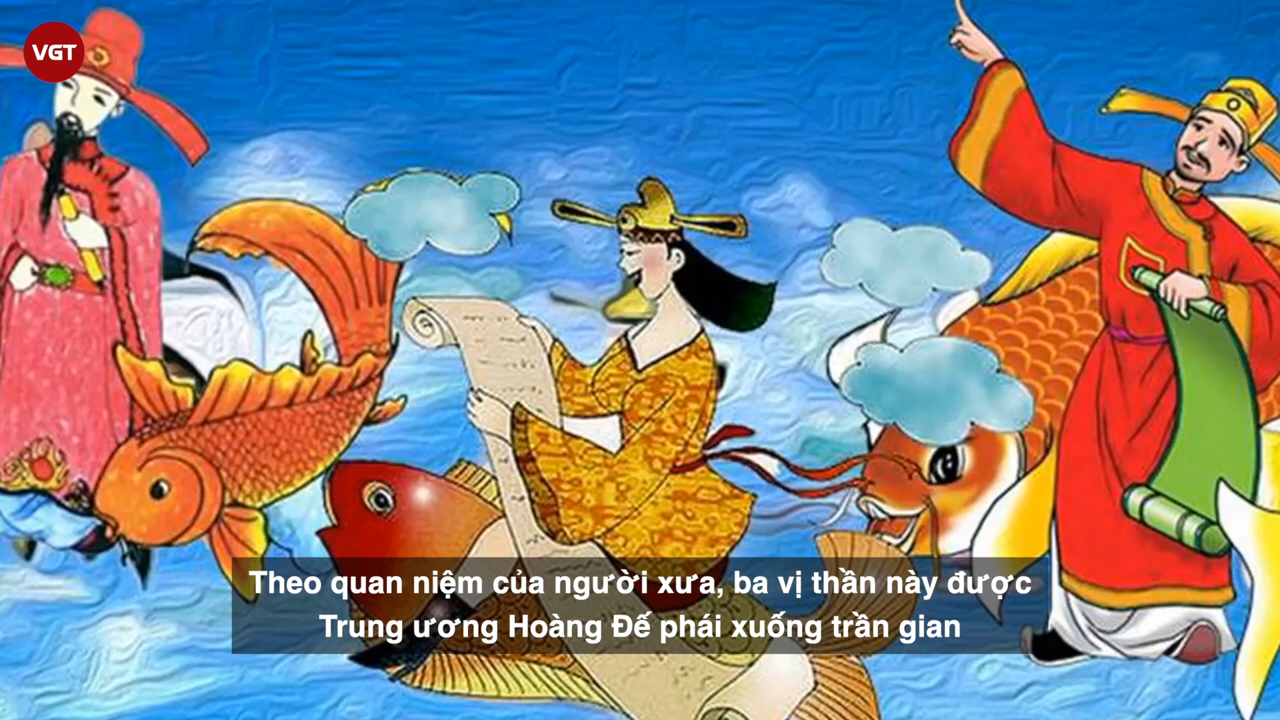 VGT
Theo quan niệm của người xưa, ba vị thần này được
Trung ương Hoàng Đế phái xuống trần gian